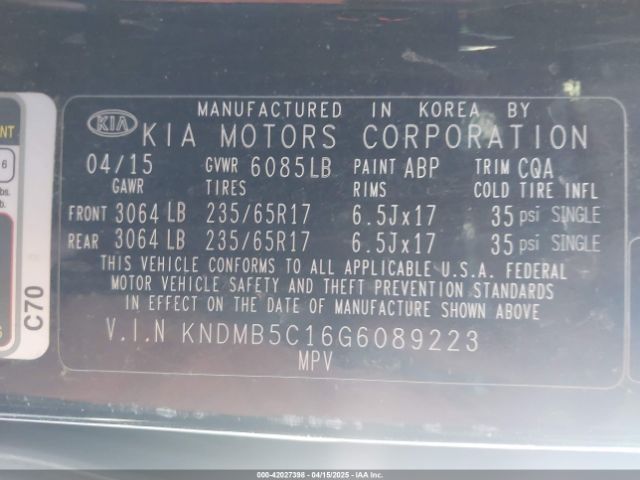 MANUFACTURED IN KOREA BY
KIA KIA MOTORS CORPORATION
04/15 GVWR 6085LB PAINT ABP TRIM CQA
GAWR TIRES RIMS COLD TIRE INFL
FRONT 3064 LB 235/65R17 6.5Jx17 35 psi SINGLE
REAR 3064 LB 235/65R17 6.5Jx17 35 psi SINGLE
THIS VEHICLE CONFORMS TO ALL APPLICABLE U.S.A. FEDERAL
MOTOR VEHICLE SAFETY AND THEFT PREVENTION STANDARDS
IN EFFECT ON THE DATE OF MANUFACTURE SHOWN ABOVE
V.I.N KNDMB5C16G6089223
MPV
C70
000-42027398 - 04/15/2025 - IAA Inc.